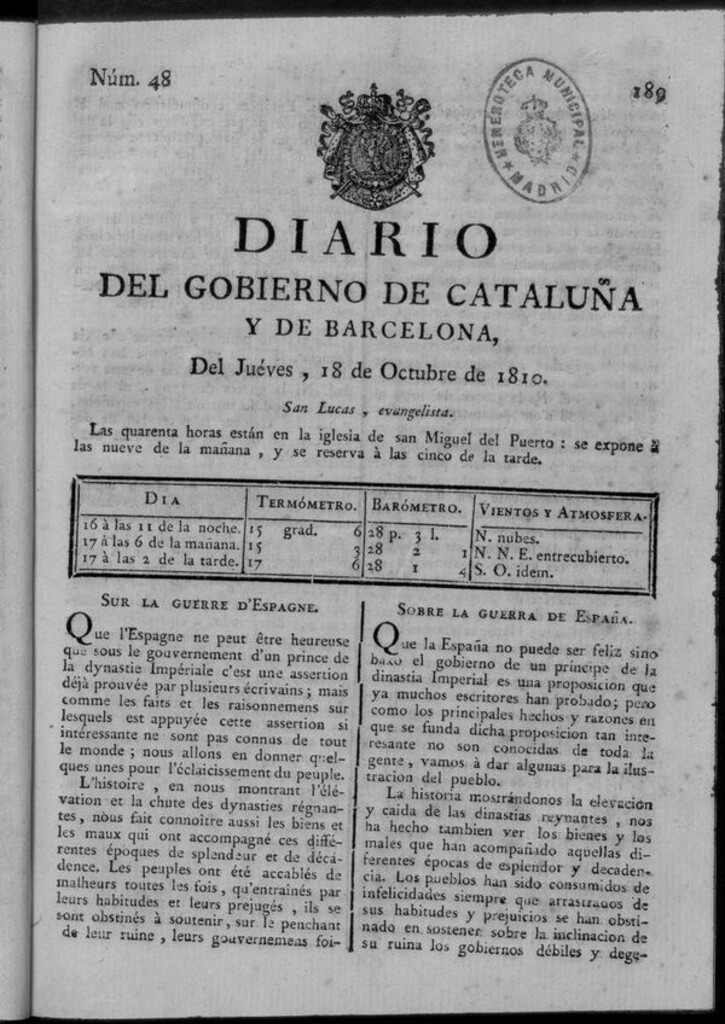 Núm. 48
189
HEMEROTECA MUNICIPAL
★ MADRID ★
DIARIO
DEL GOBIERNO DE CATALUÑA
Y DE BARCELONA,
Del Juéves , 18 de Octubre de 1810.
San Lucas , evangelista.
Las quarenta horas están en la iglesia de san Miguel del Puerto : se expone à
las nueve de la mañana , y se reserva à las cinco de la tarde.
DIA TERMÓMETRO. BARÓMETRO. VIENTOS Y ATMOSFERA.
16 à las 11 de la noche. 15 grad. 6 28 p. 3 l. N. nubes.
17 à las 6 de la mañana. 15 3 28 2 1 N. N. E. entrecubierto.
17 à las 2 de la tarde. 17 6 28 1 4 S. O. idem.
SUR LA GUERRE D'ESPAGNE.
Que l'Espagne ne peut être heureuse
que sous le gouvernement d'un prince de
la dynastie Impériale c'est une assertion
déjà prouvée par plusieurs écrivains ; mais
comme les faits et les raisonnemens sur
lesquels est appuyée cette assertion si
intéressante ne sont pas connus de tout
le monde ; nous allons en donner quel-
ques unes pour l'éclaicissement du peuple.
L'histoire , en nous montrant l'élé-
vation et la chute des dynasties régnan-
tes, nous fait connoître aussi les biens et
les maux qui ont accompagné ces diffé-
rentes époques de splendeur et de déca-
dence. Les peuples ont été accablés de
malheurs toutes les fois , qu'entrainés par
leurs habitudes et leurs prejugés , ils se
sont obstinés à soutenir, sur le penchant
de leur ruine , leurs gouvernemens foi-
SOBRE LA GUERRA DE ESPAÑA.
Que la España no puede ser feliz sino
baxo el gobierno de un príncipe de la
dinastia Imperial es una proposicion que
ya muchos escritores han probado; pero
como los principales hechos y razones en
que se funda dicha proposicion tan inte-
resante no son conocidas de toda la
gente , vamos à dar algunas para la ilus-
tracion del pueblo.
La historia mostrándonos la elevacion
y caida de las dinastias reynantes , nos
ha hecho tambien ver los bienes y los
males que han acompañado aquellas di-
ferentes épocas de esplendor y decaden-
cia. Los pueblos han sido consumidos de
infelicidades siempre que arrastrados de
sus habitudes y prejuicios se han obsti-
nado en sostener sobre la inclinacion de
su ruina los gobiernos débiles y dege-